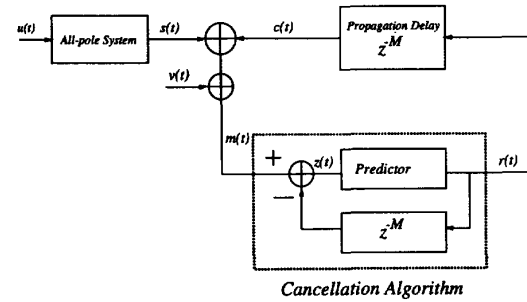 u(t)
All-pole System
s(t)
c(t)
Propagation Delay
z^-M
v(t)
m(t)
+
z(t)
Predictor
r(t)
−
z^-M
Cancellation Algorithm